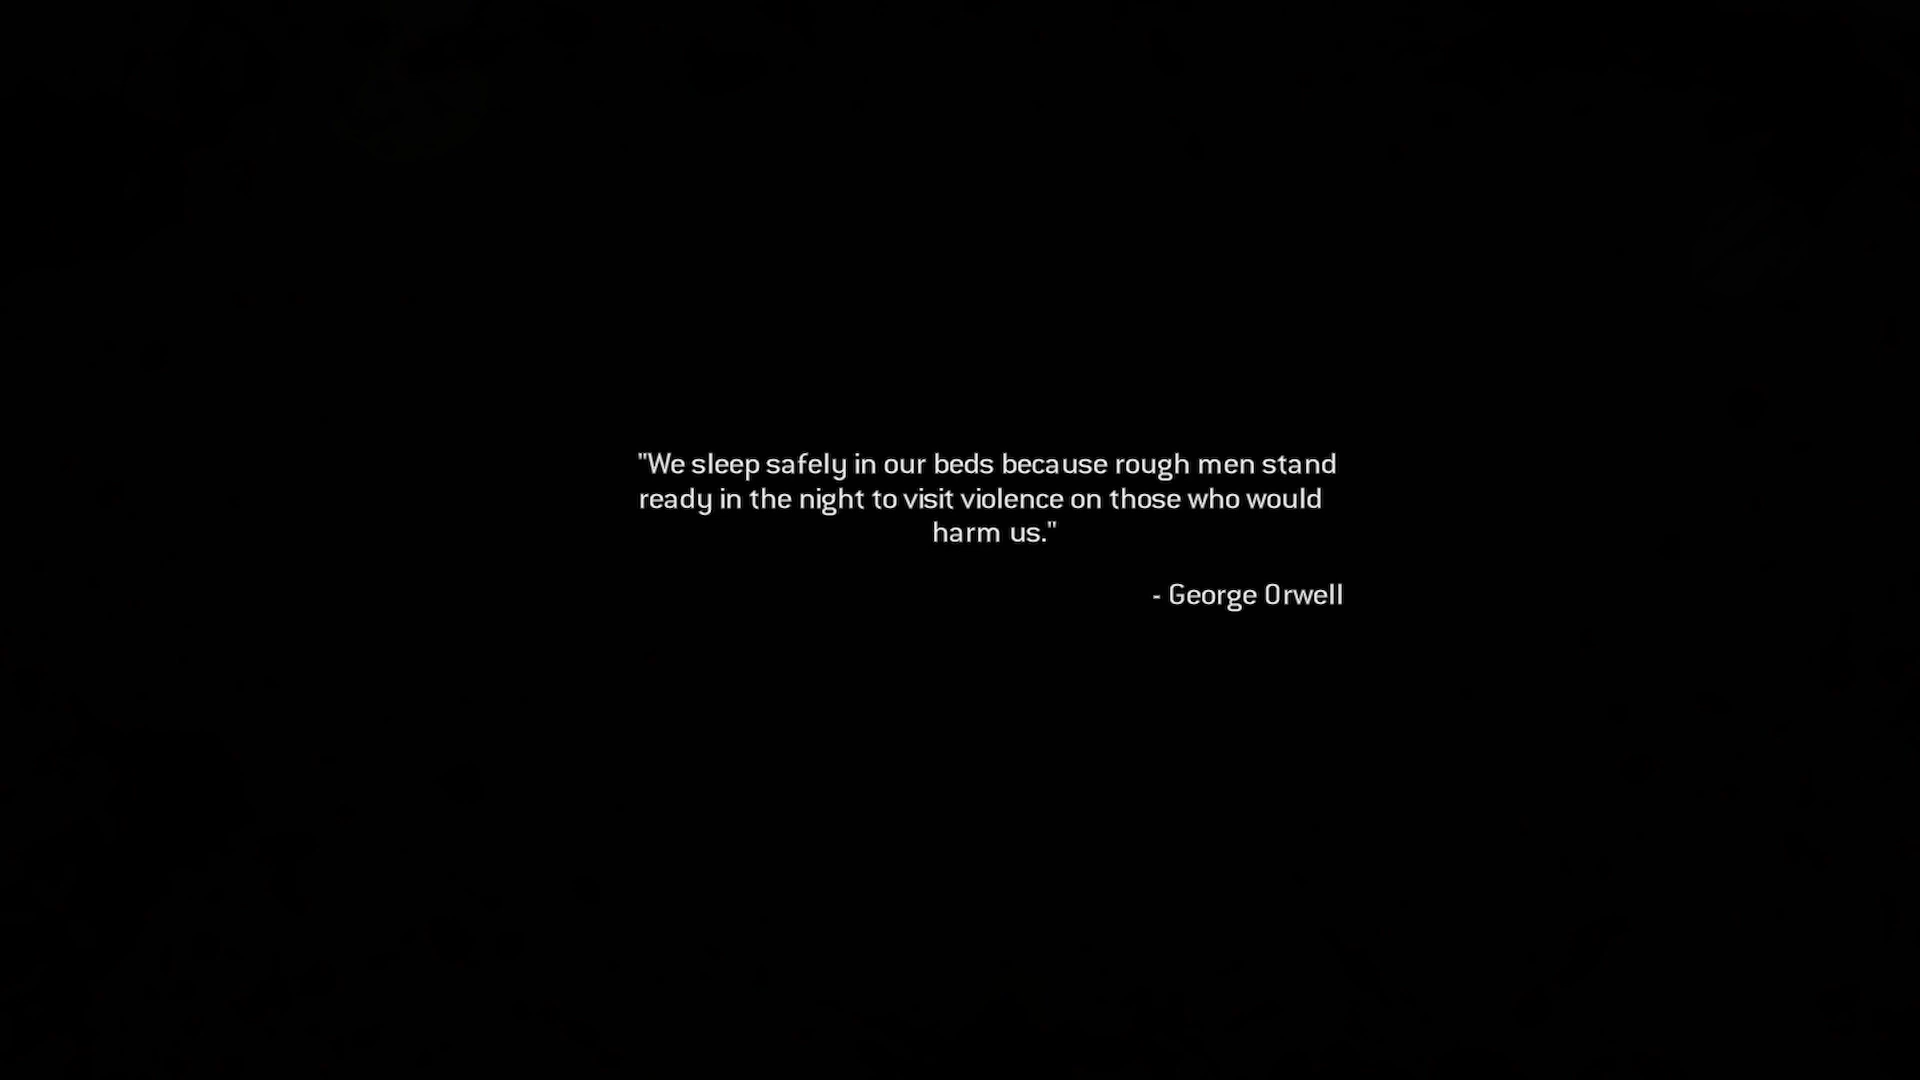 "We sleep safely in our beds because rough men stand
ready in the night to visit violence on those who would
harm us."
- George Orwell